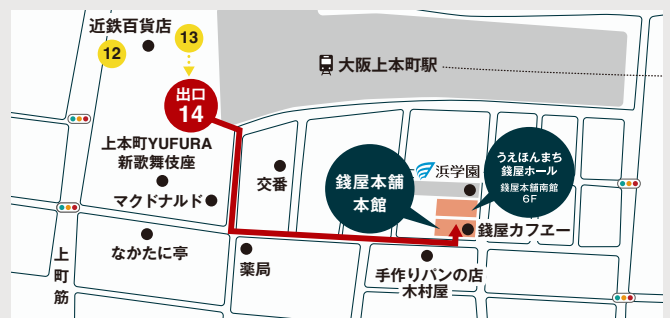 近鉄百貨店
12
13
大阪上本町駅
出口
14
上本町YUFURA
新歌舞伎座
マクドナルド
交番
浜学園
うえほんまち
錢屋ホール
錢屋本舗南館
6F
錢屋本舗
本館
錢屋カフヱー
なかたに亭
上町筋
薬局
手作りパンの店
木村屋